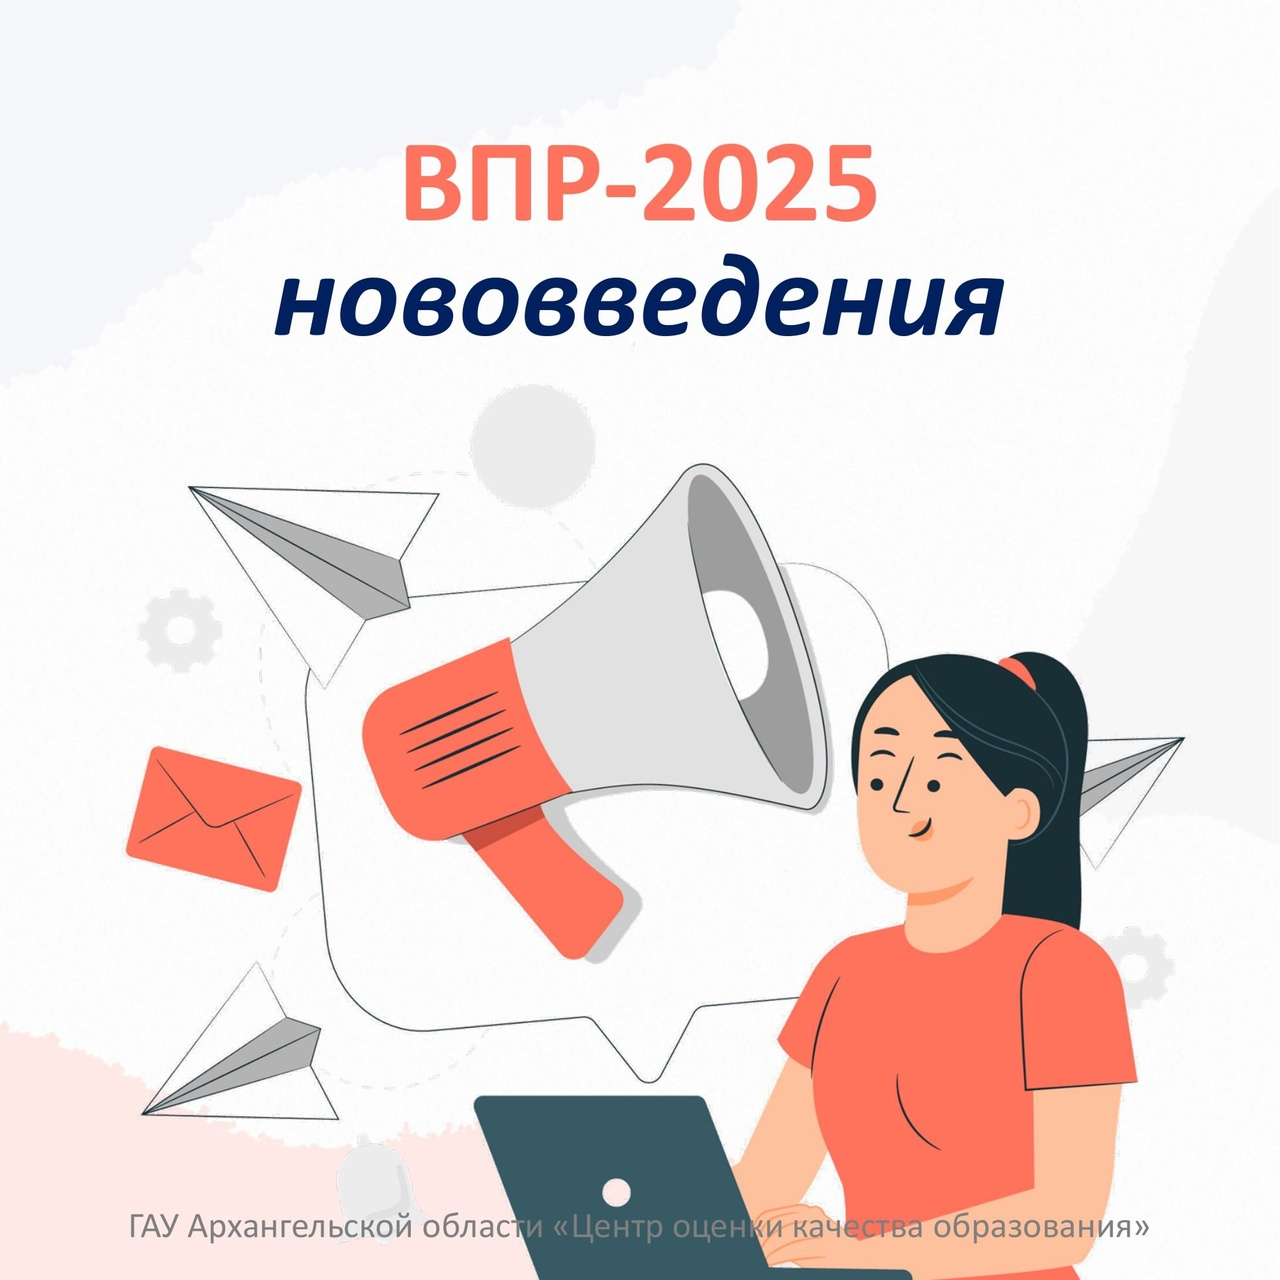 ВПР-2025
нововведения
ГАУ Архангельской области «Центр оценки качества образования»